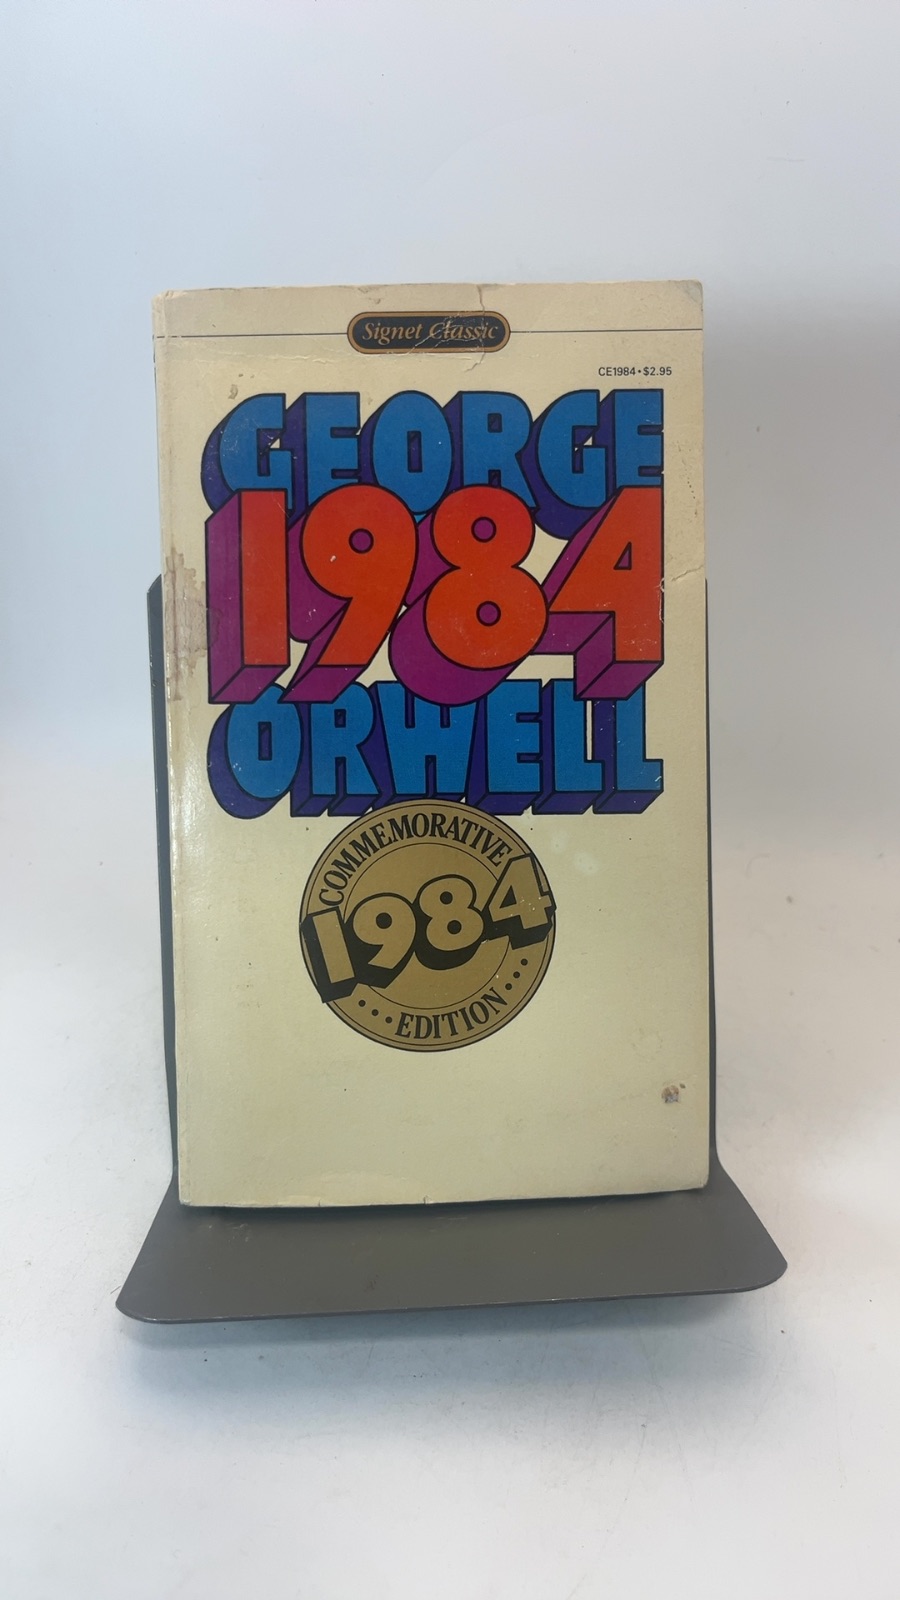 Signet Classic
CE1984•$2.95
GEORGE
1984
ORWELL
COMMEMORATIVE
1984
•••EDITION•••